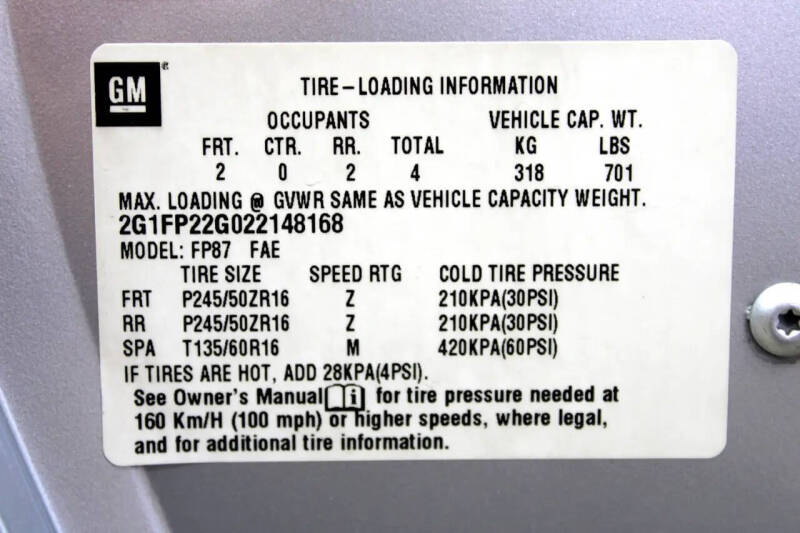 GM
TIRE-LOADING INFORMATION
OCCUPANTS VEHICLE CAP. WT.
FRT. CTR. RR. TOTAL KG LBS
2 0 2 4 318 701
MAX. LOADING @ GVWR SAME AS VEHICLE CAPACITY WEIGHT.
2G1FP22G022148168
MODEL: FP87 FAE
TIRE SIZE SPEED RTG COLD TIRE PRESSURE
FRT P245/50ZR16 Z 210KPA(30PSI)
RR P245/50ZR16 Z 210KPA(30PSI)
SPA T135/60R16 M 420KPA(60PSI)
IF TIRES ARE HOT, ADD 28KPA(4PSI).
See Owner's Manual i for tire pressure needed at
160 Km/H (100 mph) or higher speeds, where legal,
and for additional tire information.